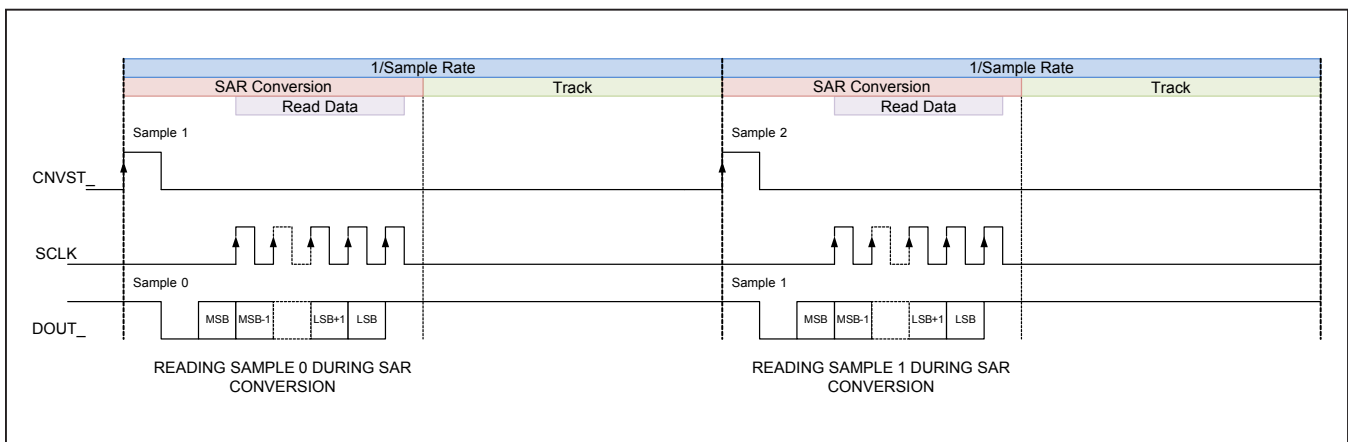 1/Sample Rate
1/Sample Rate
SAR Conversion
Track
SAR Conversion
Track
Read Data
Read Data
Sample 1
Sample 2
CNVST_
SCLK
Sample 0
Sample 1
DOUT_
MSB
MSB-1
LSB+1
LSB
MSB
MSB-1
LSB+1
LSB
READING SAMPLE 0 DURING SAR
CONVERSION
READING SAMPLE 1 DURING SAR
CONVERSION